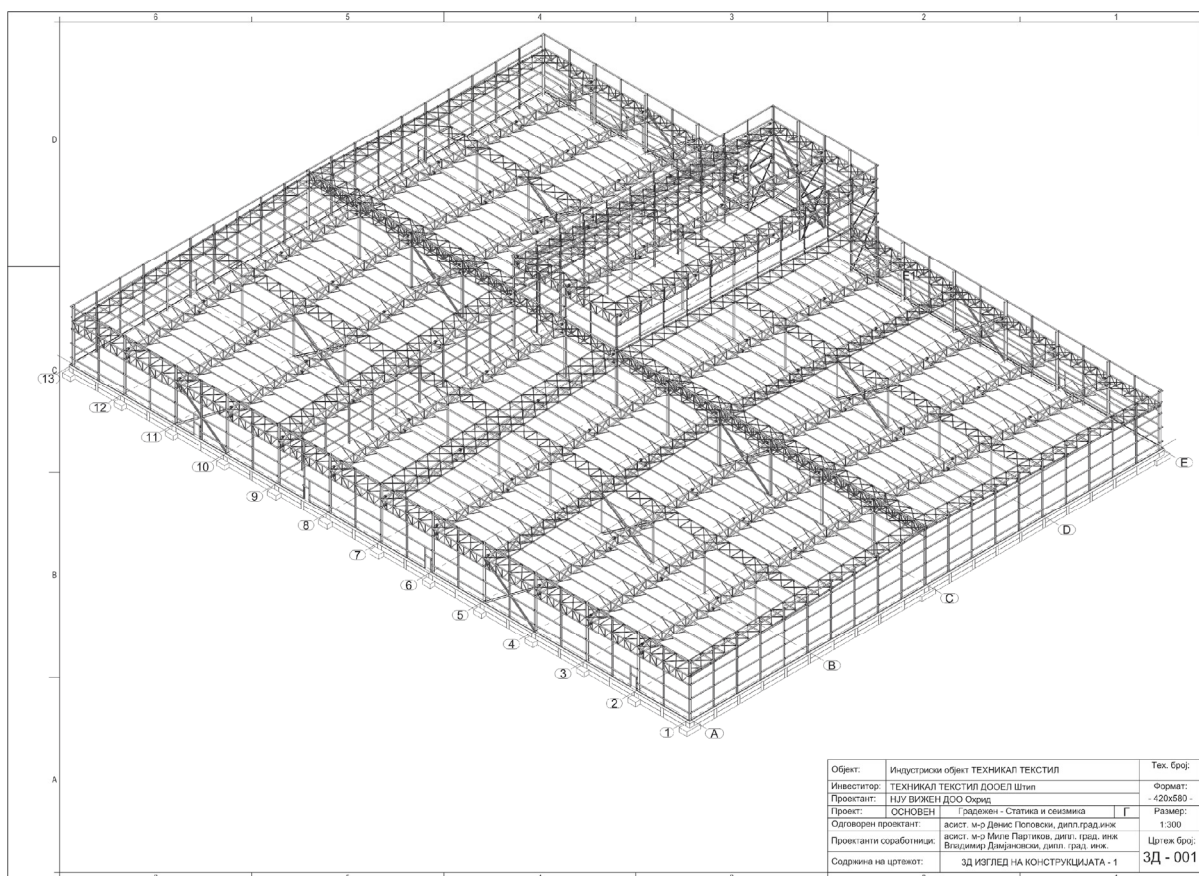 6 5 4 3 2 1
D
C
B
A
13
12
11
10
9
8
7
6
5
4
3
2
1
A
B
C
D
E
Објект: Индустриски објект ТЕХНИКАЛ ТЕКСТИЛ Тех. број:
Инвеститор: ТЕХНИКАЛ ТЕКСТИЛ ДООЕЛ Штип Формат:
Проектант: НЈУ ВИЖЕН ДОО Охрид - 420x580 -
Проект: ОСНОВЕН Градежен - Статика и сеизмика Г Размер:
Одговорен проектант: асист. м-р Денис Поповски, дипл.град.инж 1:300
Проектанти соработници: асист. м-р Миле Партиков, дипл. град. инж
Владимир Дамјановски, дипл. град. инж. Цртеж број:
Содржина на цртежот: 3Д ИЗГЛЕД НА КОНСТРУКЦИЈАТА - 1 3Д - 001